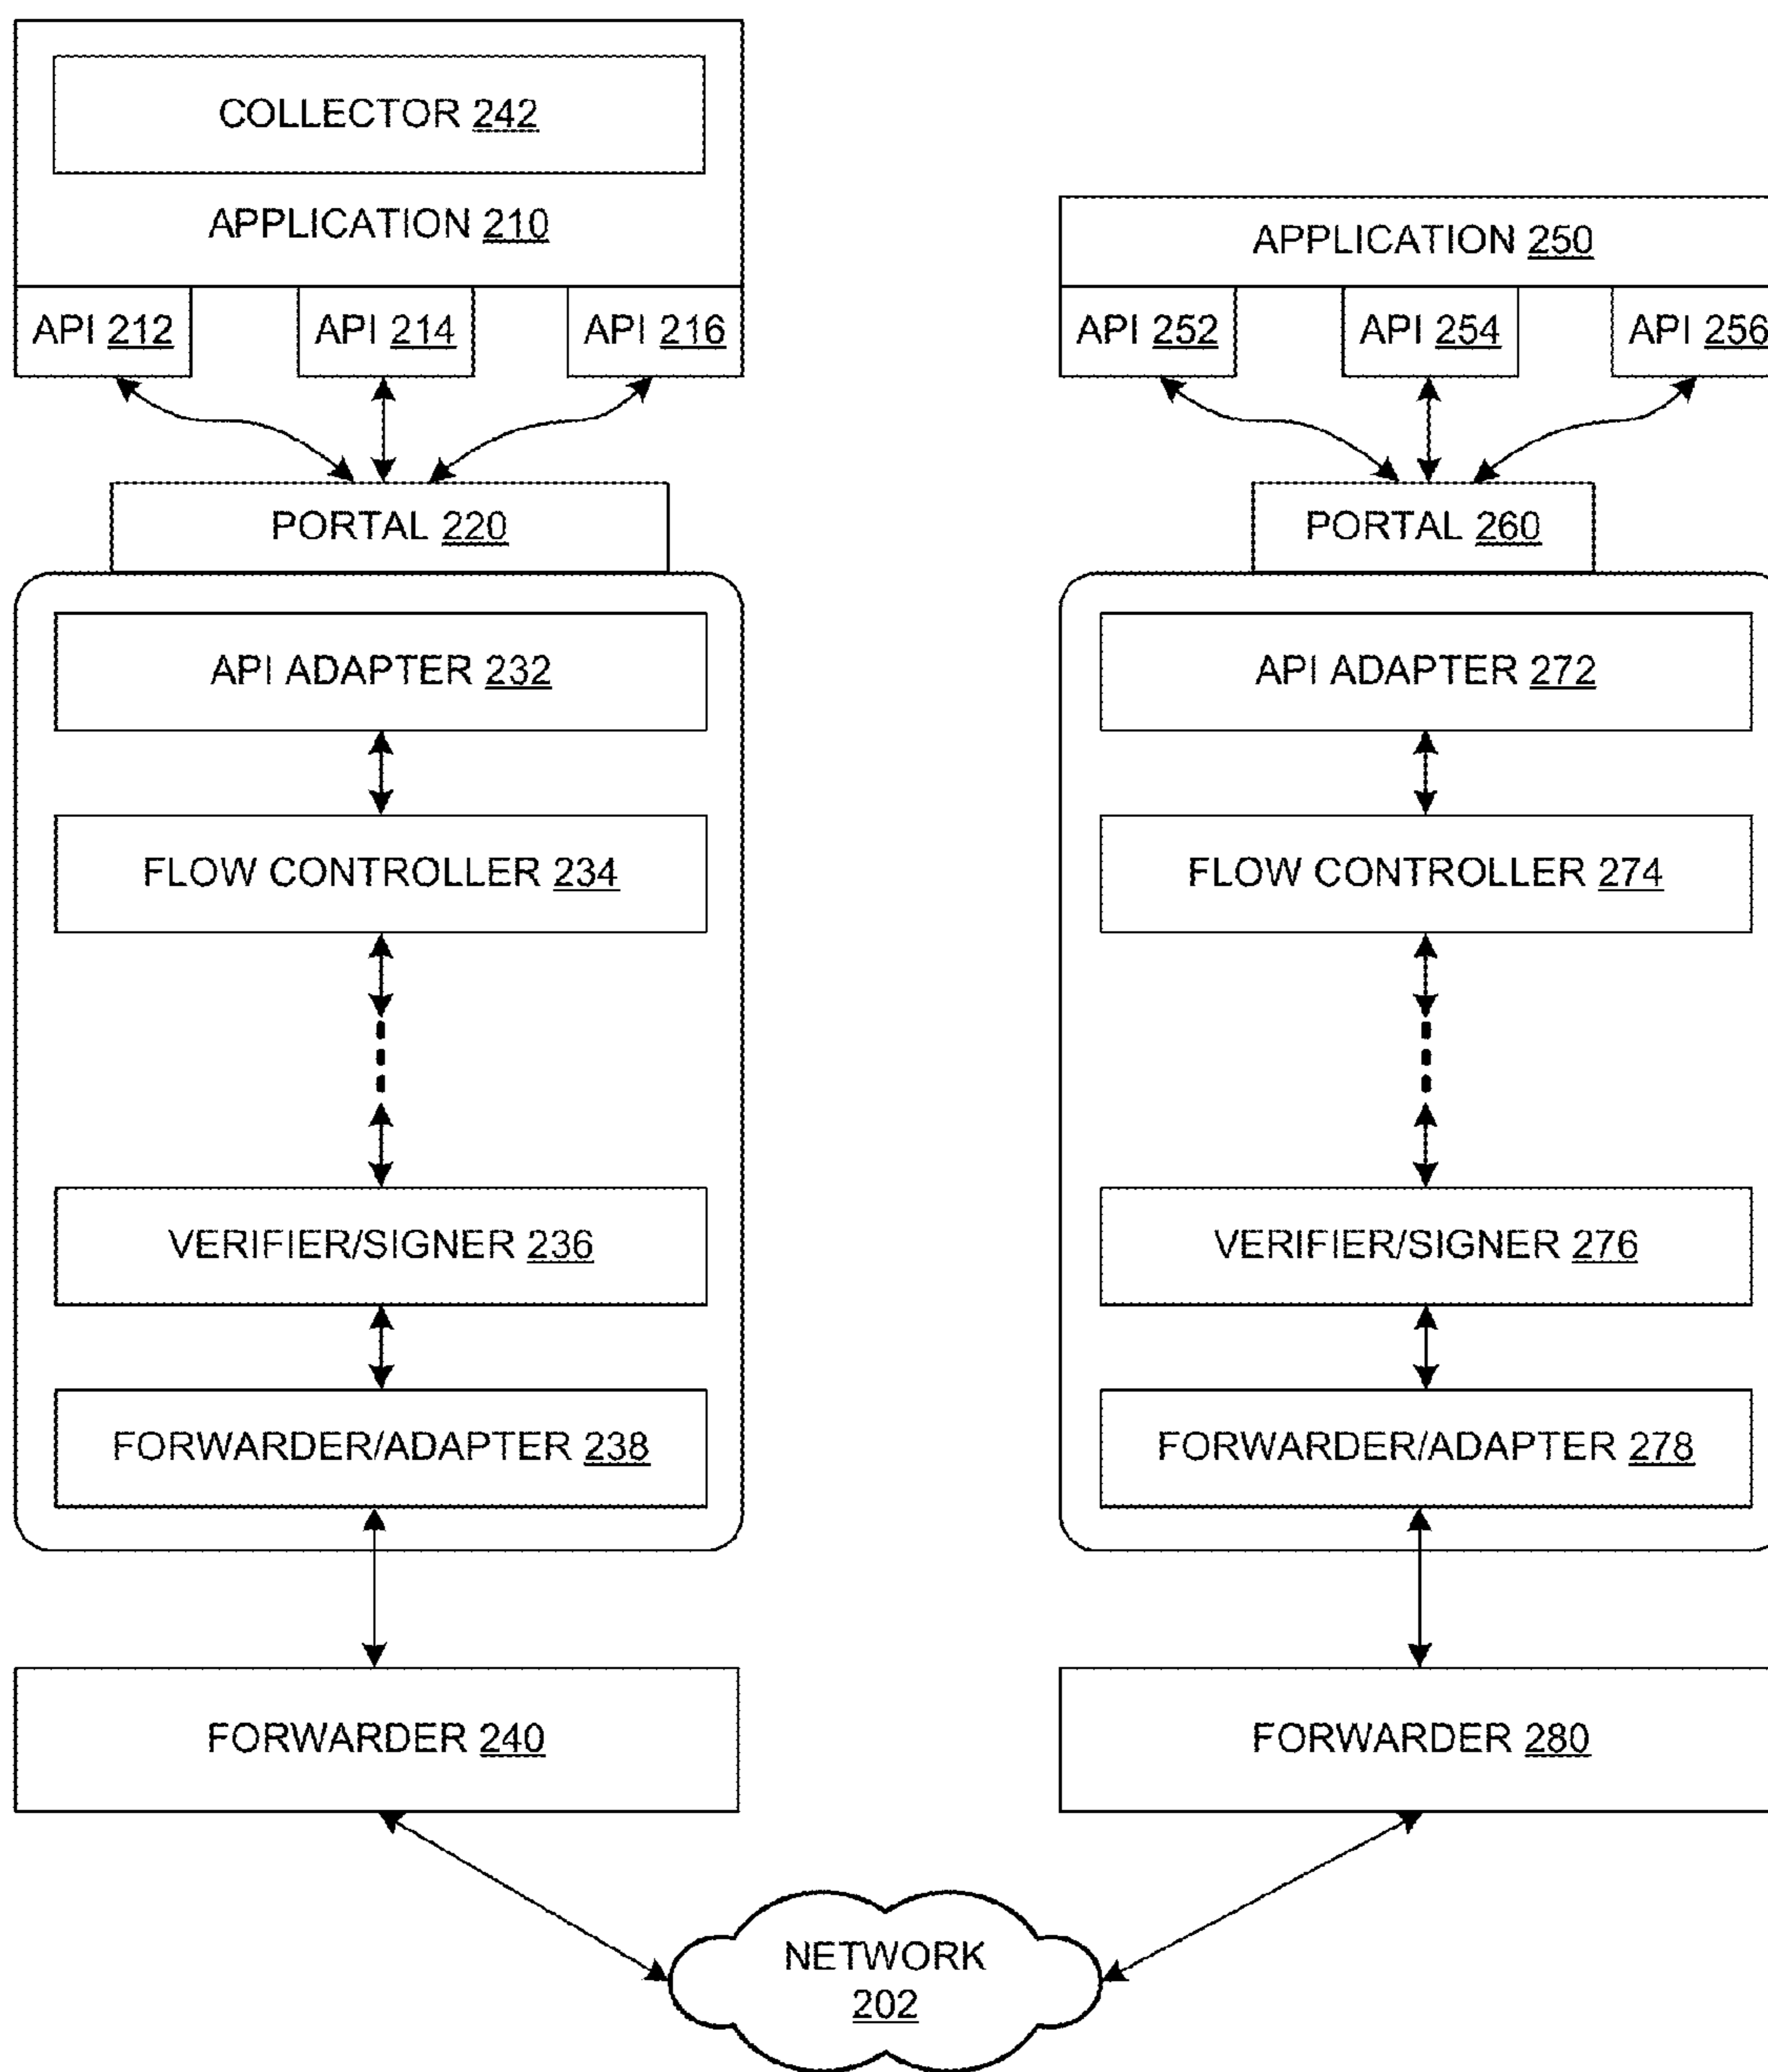 COLLECTOR 242
APPLICATION 210
API 212
API 214
API 216
PORTAL 220
API ADAPTER 232
FLOW CONTROLLER 234
VERIFIER/SIGNER 236
FORWARDER/ADAPTER 238
FORWARDER 240
APPLICATION 250
API 252
API 254
API 256
PORTAL 260
API ADAPTER 272
FLOW CONTROLLER 274
VERIFIER/SIGNER 276
FORWARDER/ADAPTER 278
FORWARDER 280
NETWORK
202